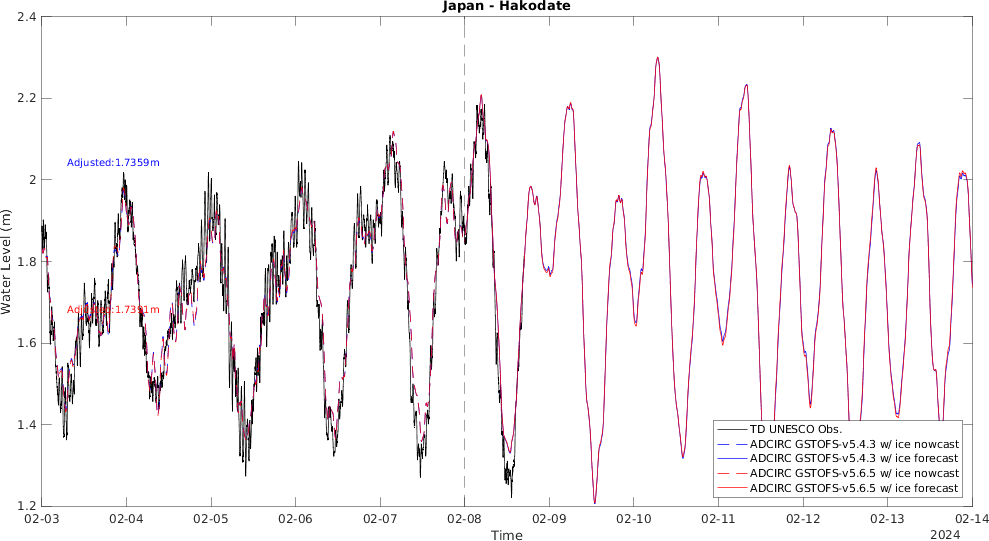 Japan - Hakodate
2.4
2.2
2
1.8
1.6
1.4
1.2
Water Level (m)
Adjusted:1.7359m
Adjusted:1.7391m
TD UNESCO Obs.
ADCIRC GSTOFS-v5.4.3 w/ ice nowcast
ADCIRC GSTOFS-v5.4.3 w/ ice forecast
ADCIRC GSTOFS-v5.6.5 w/ ice nowcast
ADCIRC GSTOFS-v5.6.5 w/ ice forecast
02-03 02-04 02-05 02-06 02-07 02-08 02-09 02-10 02-11 02-12 02-13 02-14
Time
2024